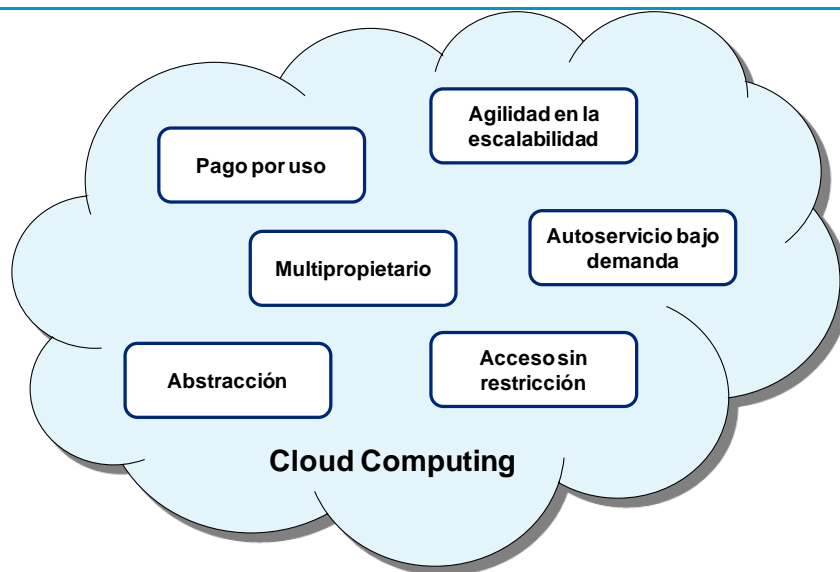 Agilidad en la
escalabilidad
Pago por uso
Autoservicio bajo
demanda
Multipropietario
Acceso sin
restricción
Abstracción
Cloud Computing